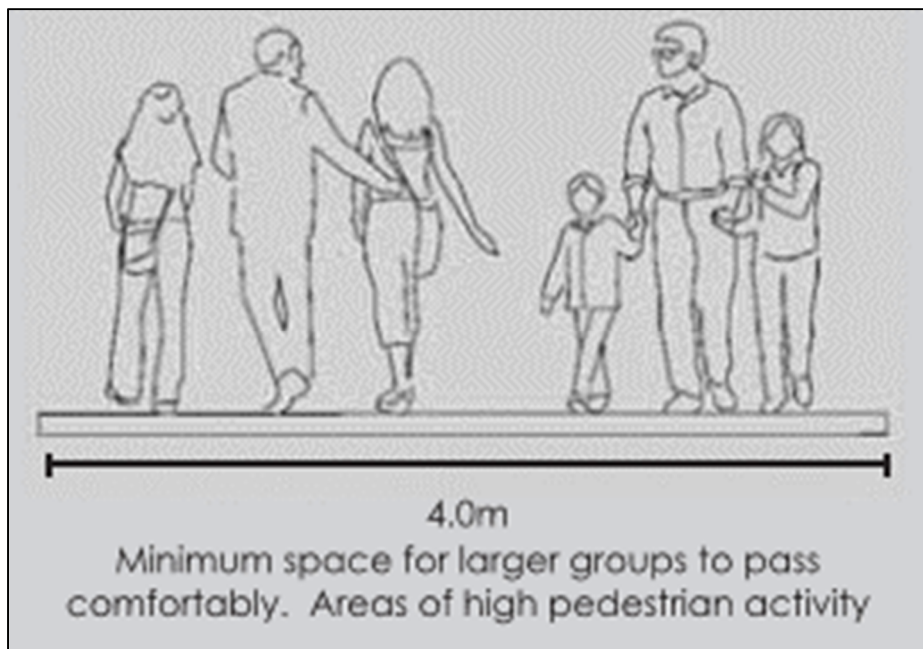 4.0m
Minimum space for larger groups to pass
comfortably.  Areas of high pedestrian activity